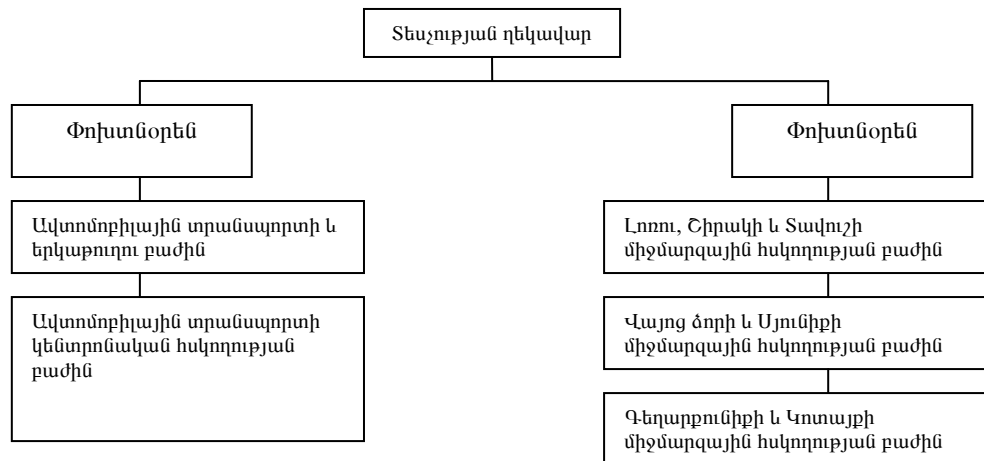 Տեսչության ղեկավար
Փոխտնօրեն
Ավտոմոբիլային տրանսպորտի և
երկաթուղու բաժին
Ավտոմոբիլային տրանսպորտի
կենտրոնական հսկողության
բաժին
Փոխտնօրեն
Լոռու, Շիրակի և Տավուշի
միջմարզային հսկողության բաժին
Վայոց ձորի և Սյունիքի
միջմարզային հսկողության բաժին
Գեղարքունիքի և Կոտայքի
միջմարզային հսկողության բաժին